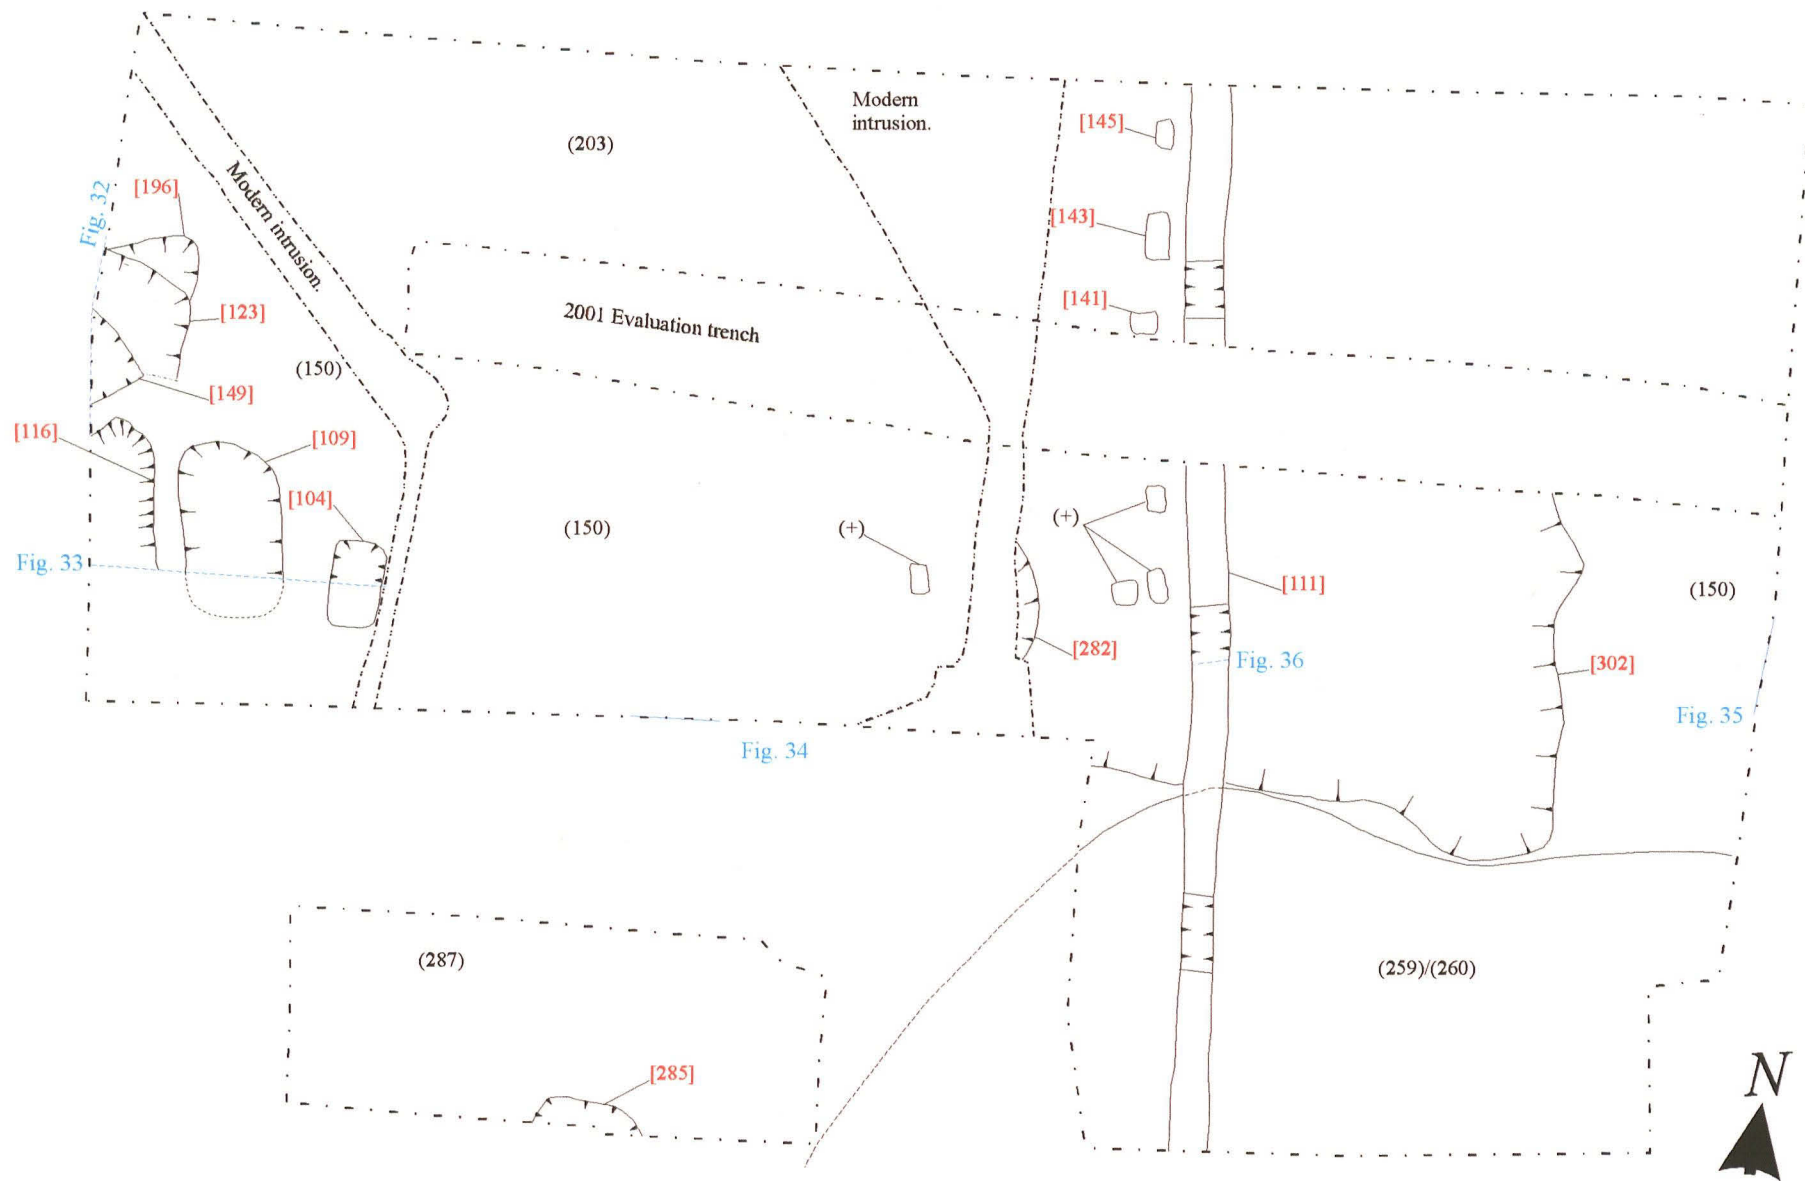 Modern
intrusion.
[145]
(203)
Modern intrusion.
[196]
Fig. 32
[143]
[141]
[123]
2001 Evaluation trench
(150)
[149]
[116]
[109]
[104]
(150)
(+)
(+)
Fig. 33
[111]
(150)
[282]
Fig. 36
[302]
Fig. 35
Fig. 34
(287)
(259)/(260)
[285]
N